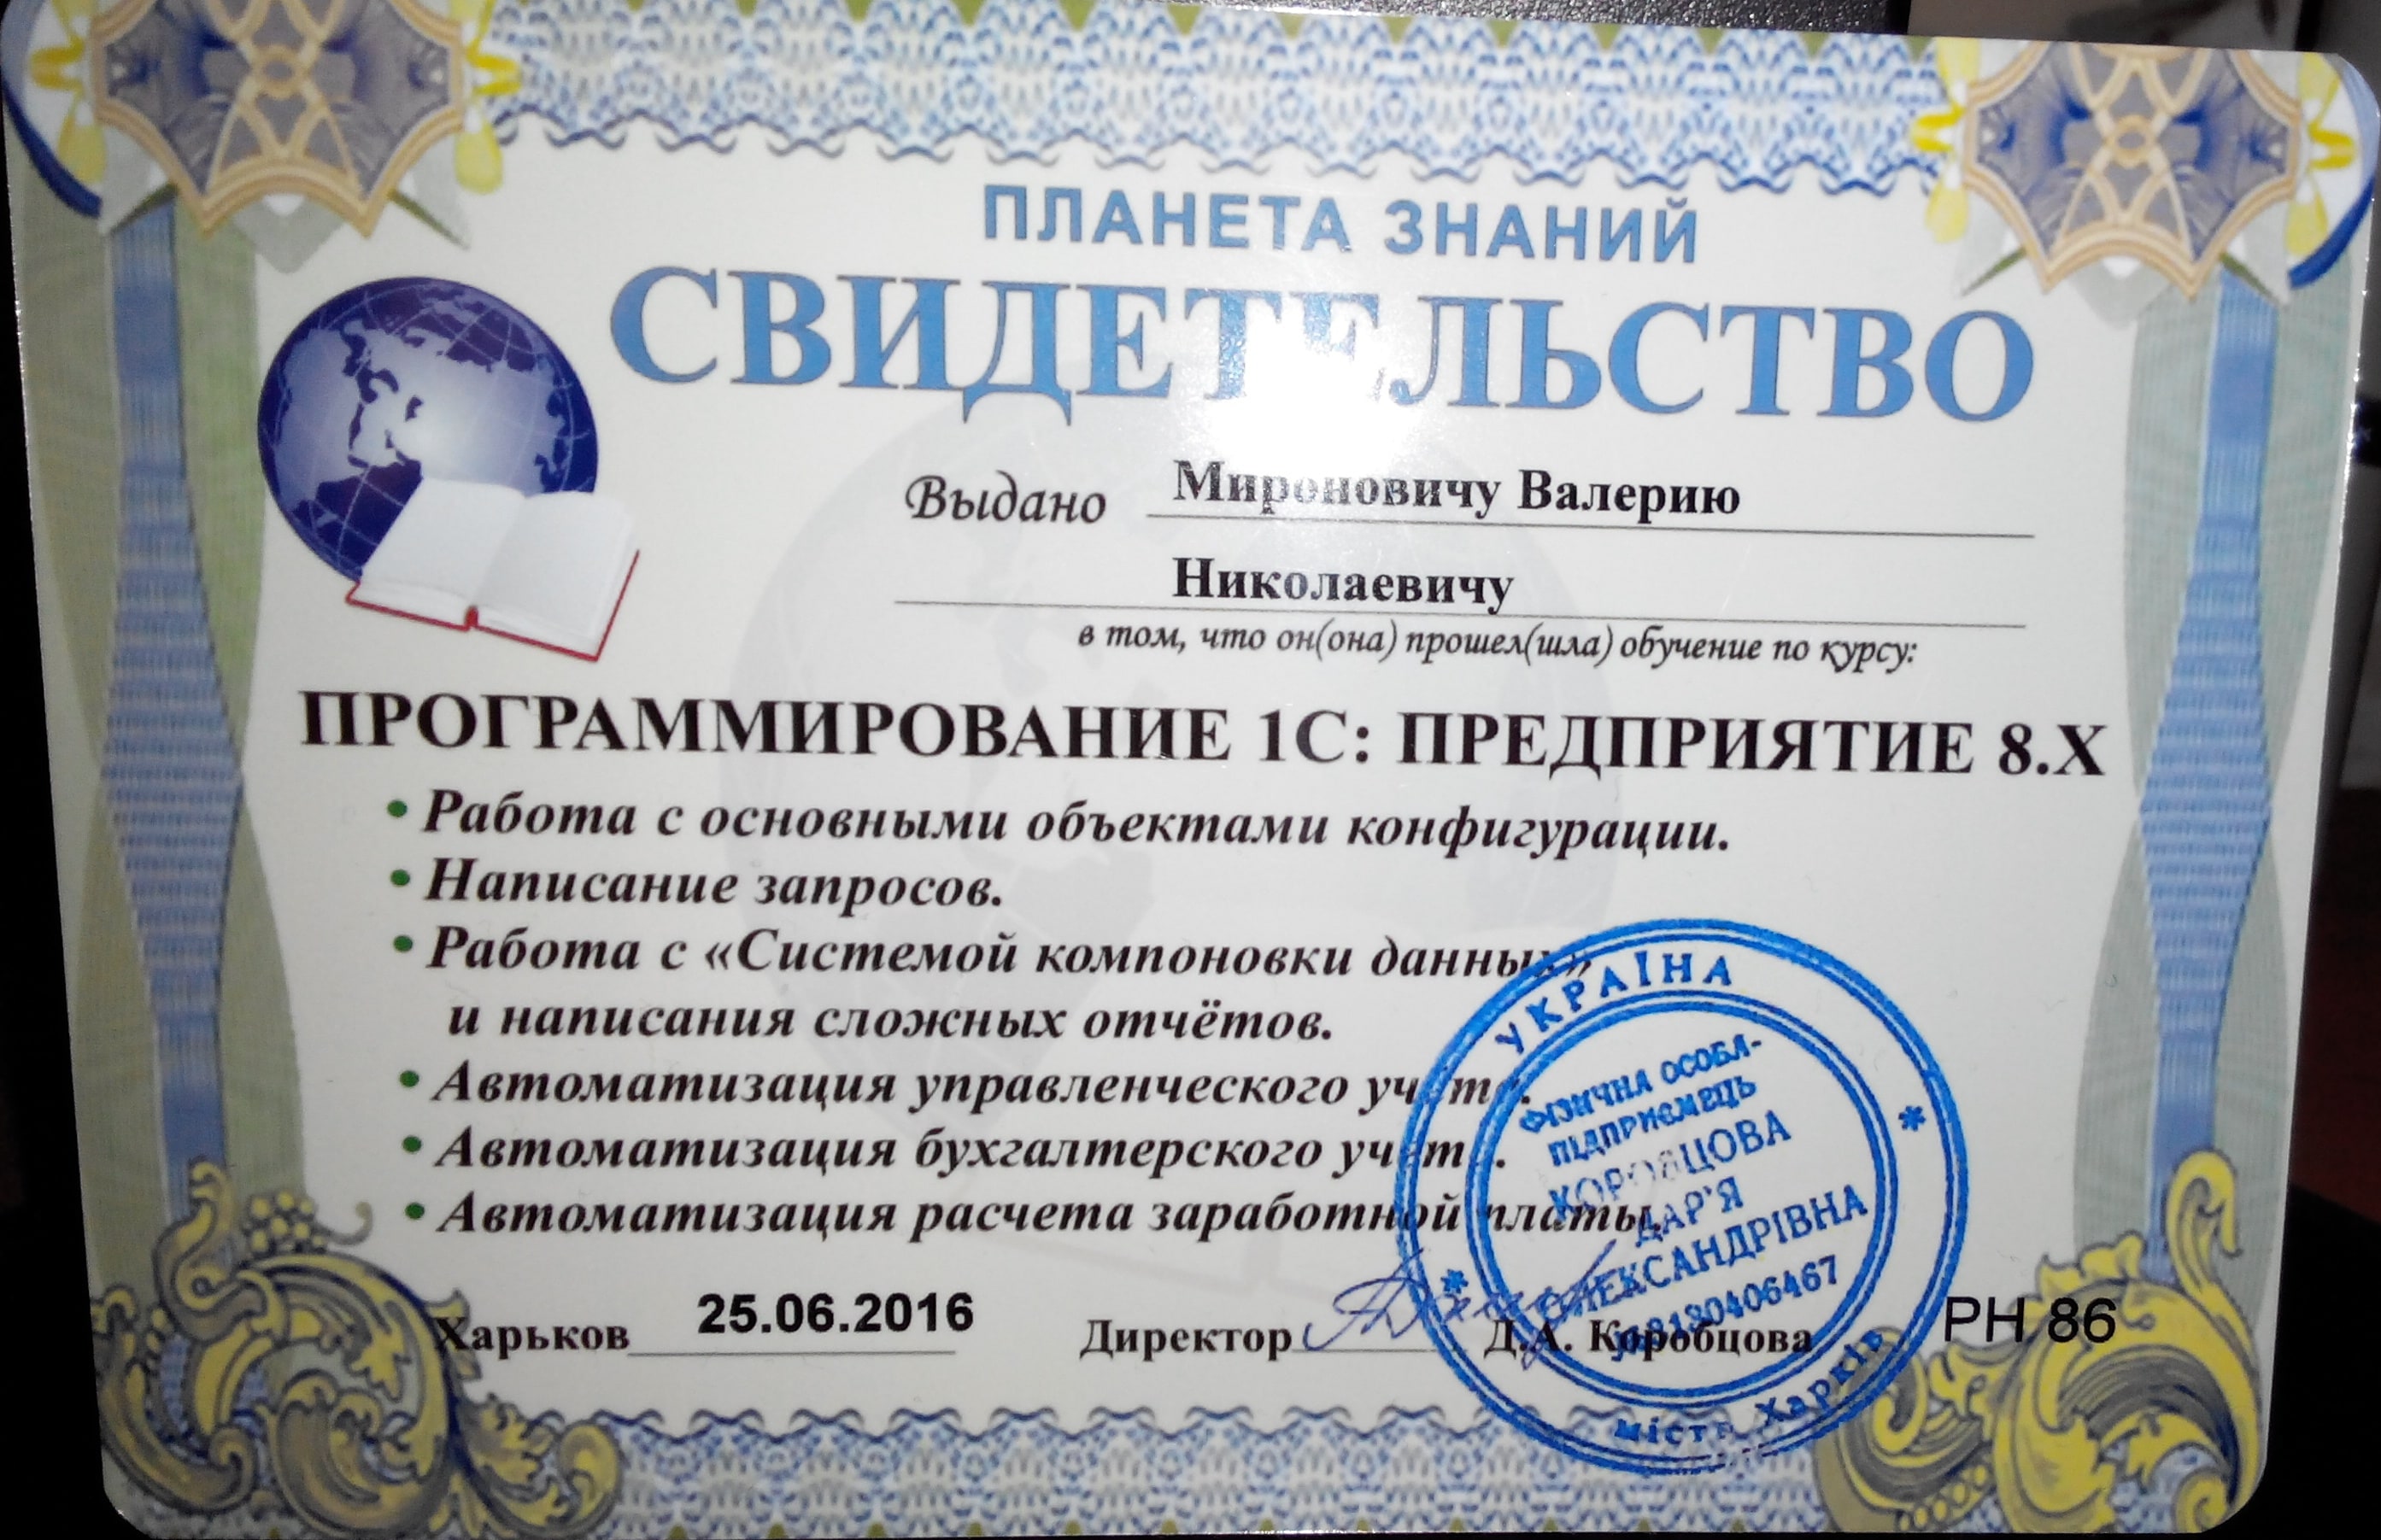 ПЛАНЕТА ЗНАНИЙ
СВИДЕТЕЛЬСТВО
Выдано Мироновичу Валерию
Николаевичу
в том, что он(она) прошел(шла) обучение по курсу:
ПРОГРАММИРОВАНИЕ 1С: ПРЕДПРИЯТИЕ 8.X
• Работа с основными объектами конфигурации.
• Написание запросов.
• Работа с «Системой компоновки данных»
и написания сложных отчётов.
• Автоматизация управленческого учета.
• Автоматизация бухгалтерского учета.
• Автоматизация расчета заработной платы.
УКРАЇНА
ФІЗИЧНА ОСОБА-
ПІДПРИЄМЕЦЬ
КОРОБЦОВА
ДАР'Я
ОЛЕКСАНДРІВНА
місто Харків
Харьков 25.06.2016 Директор Д.А. Коробцова РН 86